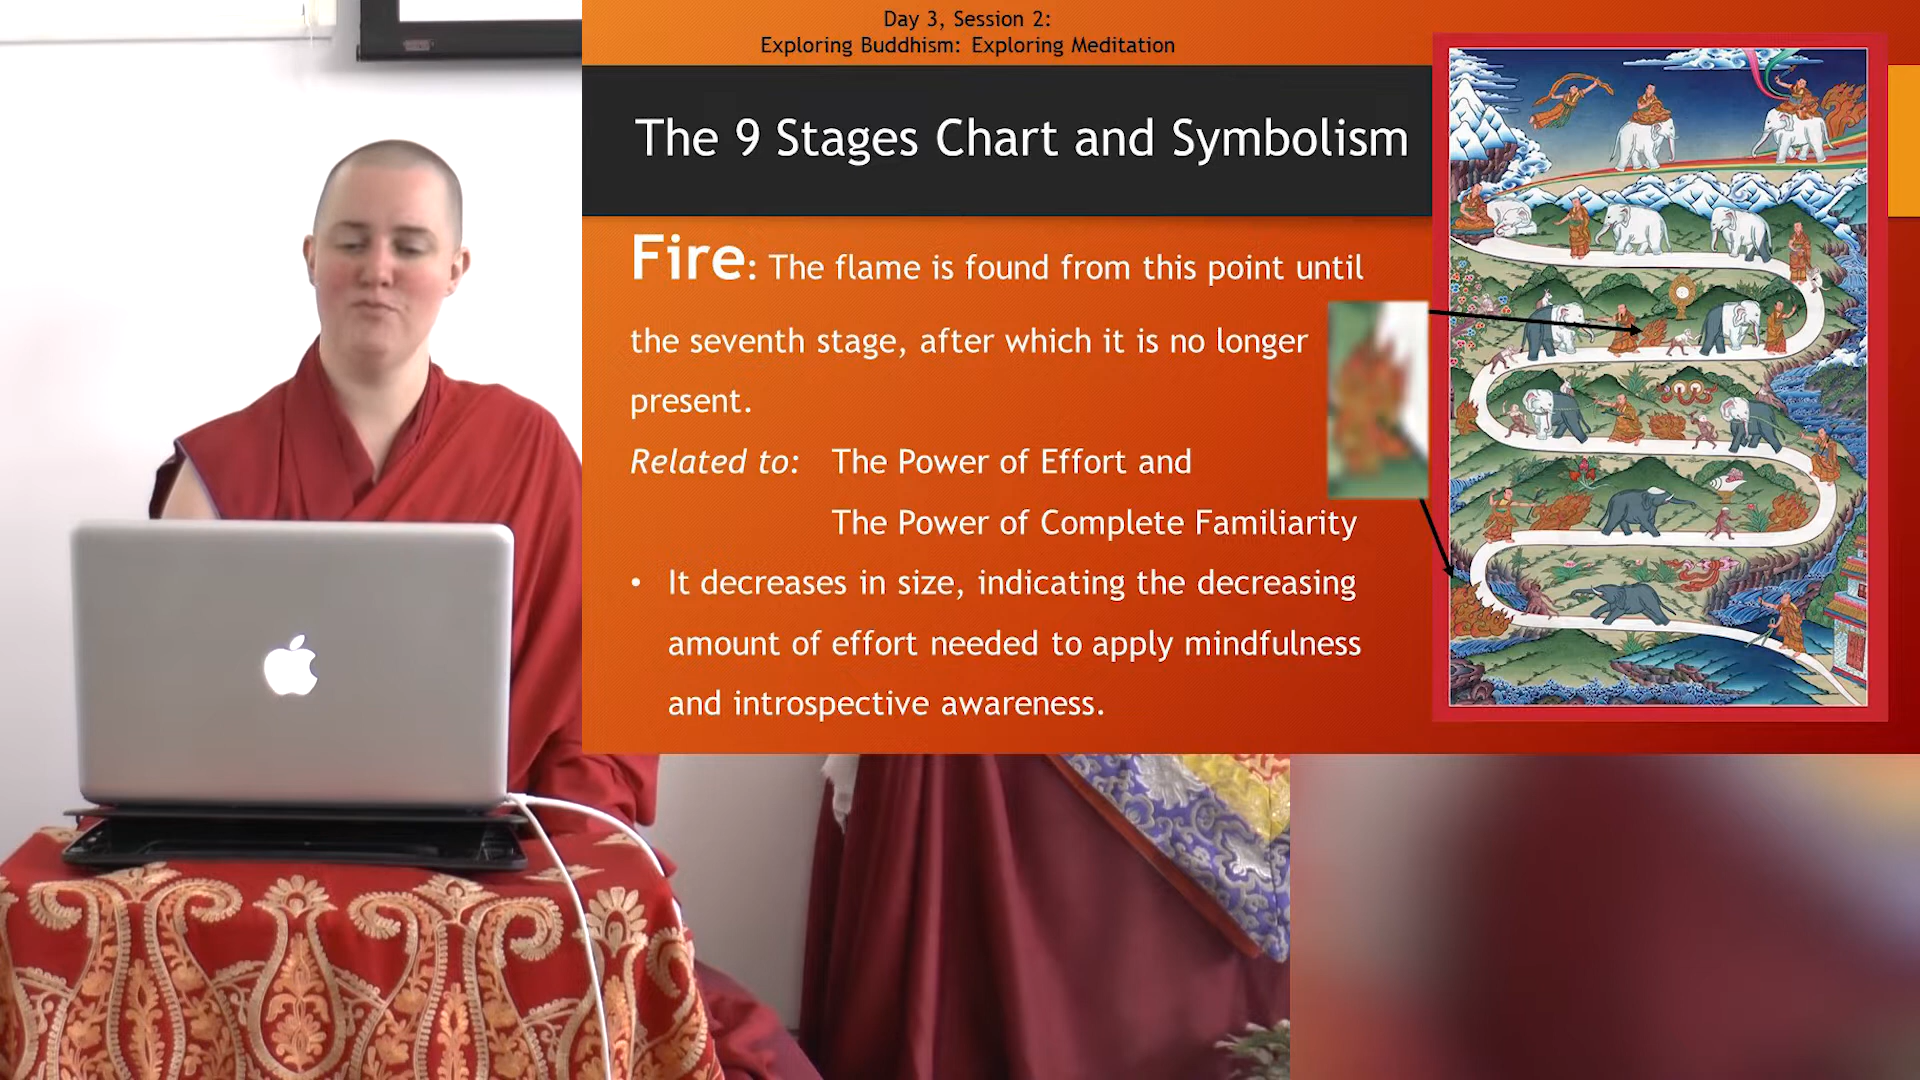 Day 3, Session 2:
Exploring Buddhism: Exploring Meditation
The 9 Stages Chart and Symbolism
Fire: The flame is found from this point until
the seventh stage, after which it is no longer
present.
Related to: The Power of Effort and
The Power of Complete Familiarity
• It decreases in size, indicating the decreasing
amount of effort needed to apply mindfulness
and introspective awareness.